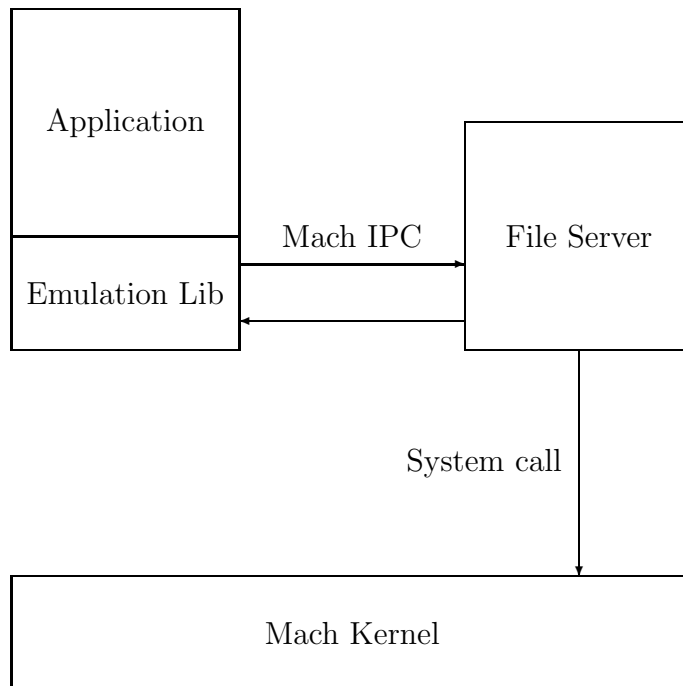 Application
Mach IPC
File Server
Emulation Lib
System call
Mach Kernel